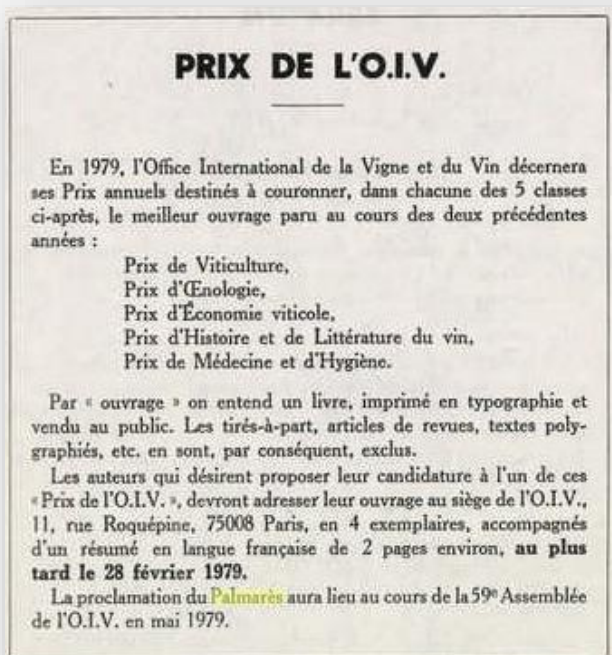 PRIX DE L'O.I.V.
En 1979, l'Office International de la Vigne et du Vin décernera
ses Prix annuels destinés à couronner, dans chacune des 5 classes
ci-après, le meilleur ouvrage paru au cours des deux précédentes
années :
Prix de Viticulture,
Prix d'Œnologie,
Prix d'Économie viticole,
Prix d'Histoire et de Littérature du vin,
Prix de Médecine et d'Hygiène.
Par « ouvrage » on entend un livre, imprimé en typographie et
vendu au public. Les tirés-à-part, articles de revues, textes poly-
graphiés, etc. en sont, par conséquent, exclus.
Les auteurs qui désirent proposer leur candidature à l'un de ces
« Prix de l'O.I.V. », devront adresser leur ouvrage au siège de l'O.I.V.,
11, rue Roquépine, 75008 Paris, en 4 exemplaires, accompagnés
d'un résumé en langue française de 2 pages environ, au plus
tard le 28 février 1979.
La proclamation du Palmarès aura lieu au cours de la 59e Assemblée
de l'O.I.V. en mai 1979.